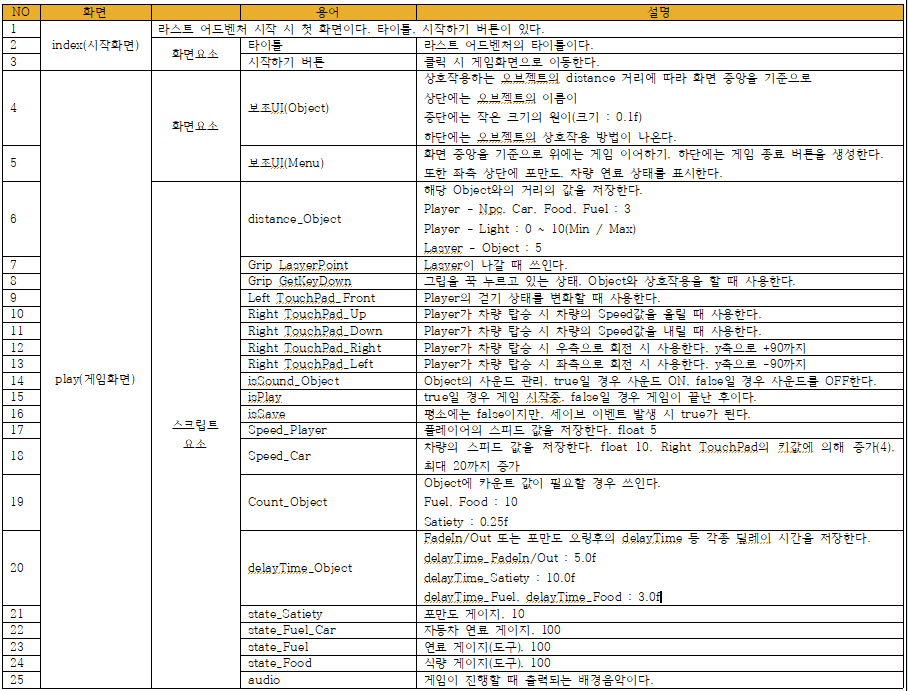 NO 화면 용어 설명
1 index(시작화면) 라스트 어드벤처 시작 시 첫 화면이다. 타이틀, 시작하기 버튼이 있다.
2 화면요소 타이틀 라스트 어드벤처의 타이틀이다.
3 시작하기 버튼 클릭 시 게임화면으로 이동한다.
4 play(게임화면) 화면요소 보조UI(Object) 상호작용하는 오브젝트의 distance 거리에 따라 화면 중앙을 기준으로
상단에는 오브젝트의 이름이
중단에는 작은 크기의 원이(크기 : 0.1f)
하단에는 오브젝트의 상호작용 방법이 나온다.
5 보조UI(Menu) 화면 중앙을 기준으로 위에는 게임 이어하기, 하단에는 게임 종료 버튼을 생성한다.
또한 좌측 상단에 포만도, 차량 연료 상태를 표시한다.
6 스크립트 요소 distance_Object 해당 Object와의 거리의 값을 저장한다.
Player - Npc, Car, Food, Fuel : 3
Player - Light : 0 ~ 10(Min / Max)
Lasyer - Object : 5
7 Grip LasyerPoint Lasyer이 나갈 때 쓰인다.
8 Grip GetKeyDown 그립을 꾹 누르고 있는 상태, Object와 상호작용을 할 때 사용한다.
9 Left TouchPad_Front Player의 걷기 상태를 변화할 때 사용한다.
10 Right TouchPad_Up Player가 차량 탑승 시 차량의 Speed값을 올릴 때 사용한다.
11 Right TouchPad_Down Player가 차량 탑승 시 차량의 Speed값을 내릴 때 사용한다.
12 Right TouchPad_Right Player가 차량 탑승 시 우측으로 회전 시 사용한다. y축으로 +90까지
13 Right TouchPad_Left Player가 차량 탑승 시 좌측으로 회전 시 사용한다. y축으로 -90까지
14 isSound_Object Object의 사운드 관리, true일 경우 사운드 ON, false일 경우 사운드를 OFF한다.
15 isPlay true일 경우 게임 시작중, false일 경우 게임이 끝난 후이다.
16 isSave 평소에는 false이지만, 세이브 이벤트 발생 시 true가 된다.
17 Speed_Player 플레이어의 스피드 값을 저장한다. float 5
18 Speed_Car 차량의 스피드 값을 저장한다. float 10, Right TouchPad의 키값에 의해 증가(4),
최대 20까지 증가
19 Count_Object Object에 카운트 값이 필요할 경우 쓰인다.
Fuel, Food : 10
Satiety : 0.25f
20 delayTime_Object FadeIn/Out 또는 포만도 오링후의 delayTime 등 각종 딜레이 시간을 저장한다.
delayTime_FadeIn/Out : 5.0f
delayTime_Satiety : 10.0f
delayTime_Fuel, delayTime_Food : 3.0f
21 state_Satiety 포만도 게이지, 10
22 state_Fuel_Car 자동차 연료 게이지, 100
23 state_Fuel 연료 게이지(도구), 100
24 state_Food 식량 게이지(도구), 100
25 audio 게임이 진행할 때 출력되는 배경음악이다.